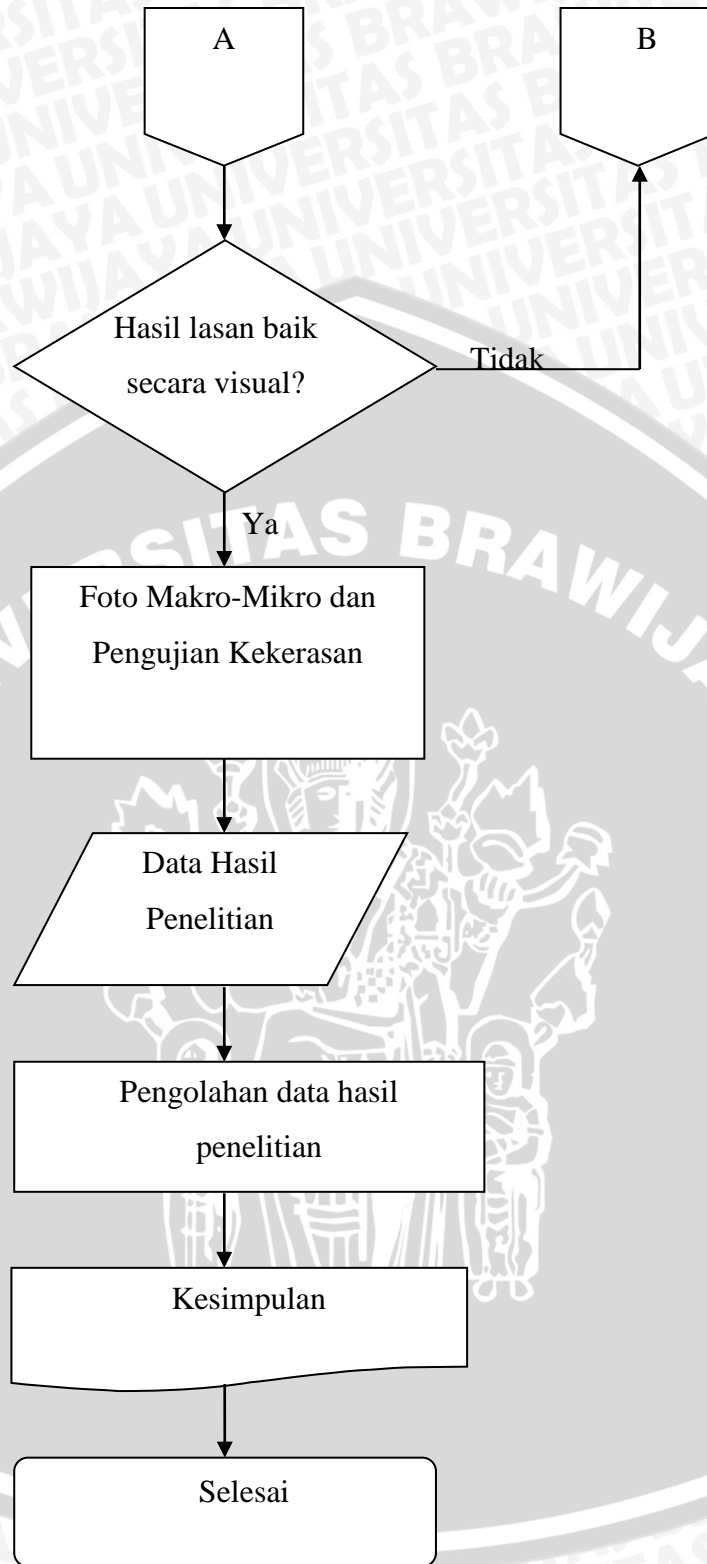 A
B
Hasil lasan baik
secara visual?
Tidak
Ya
Foto Makro-Mikro dan
Pengujian Kekerasan
Data Hasil
Penelitian
Pengolahan data hasil
penelitian
Kesimpulan
Selesai